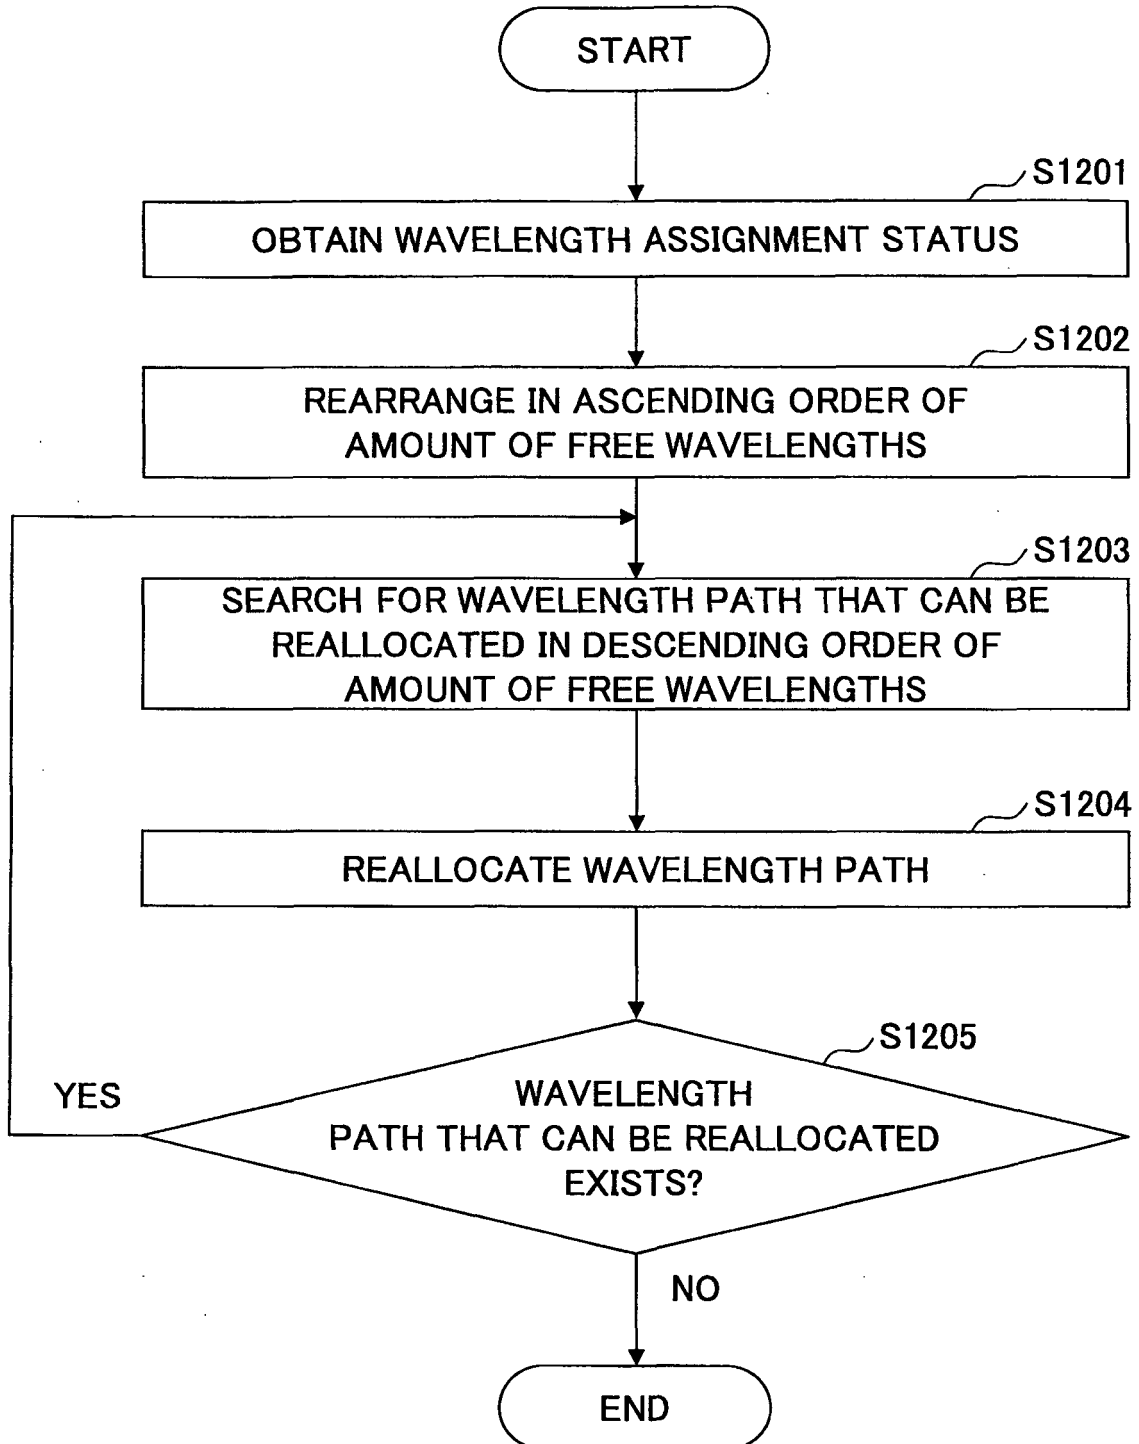 START
S1201
OBTAIN WAVELENGTH ASSIGNMENT STATUS
S1202
REARRANGE IN ASCENDING ORDER OF
AMOUNT OF FREE WAVELENGTHS
S1203
SEARCH FOR WAVELENGTH PATH THAT CAN BE
REALLOCATED IN DESCENDING ORDER OF
AMOUNT OF FREE WAVELENGTHS
S1204
REALLOCATE WAVELENGTH PATH
S1205
YES
WAVELENGTH
PATH THAT CAN BE REALLOCATED
EXISTS?
NO
END